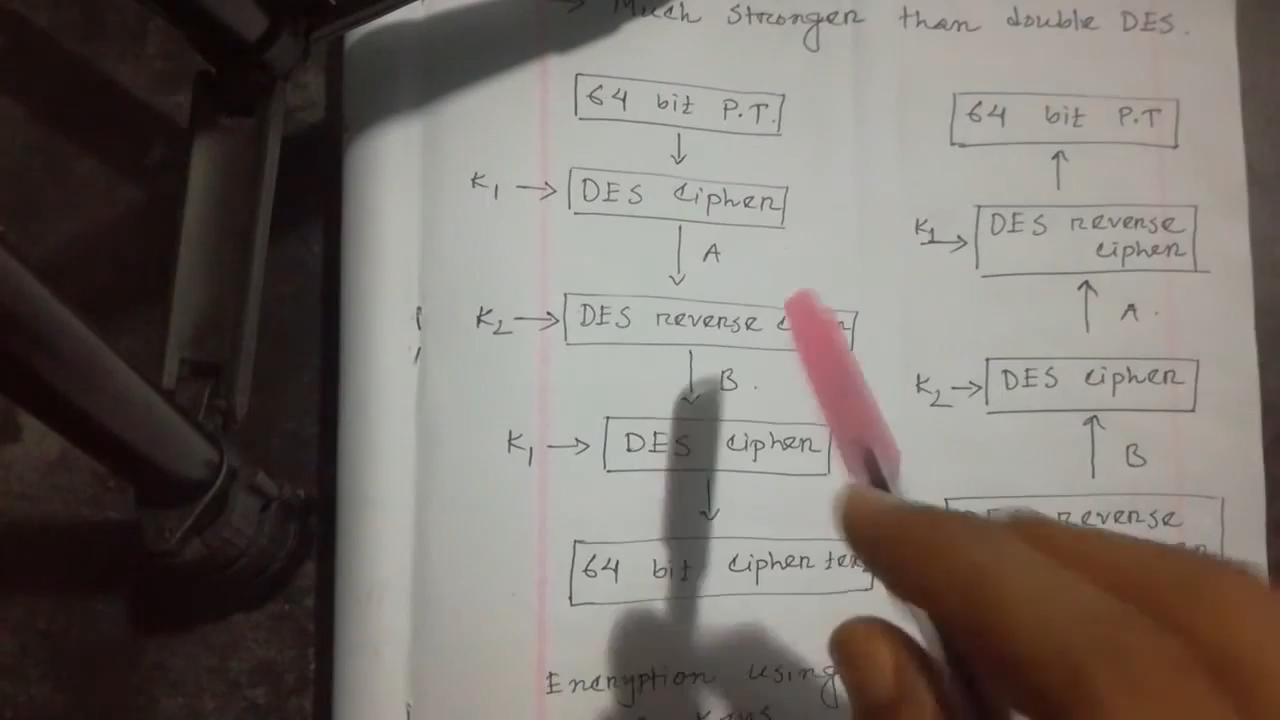 Much stronger than double DES.
64 bit P.T.
K1 → DES cipher
A
K2 → DES reverse
B.
K1 → DES cipher
64 bit cipher
Encryption using
64 bit P.T
K1 → DES reverse
cipher
A.
K2 → DES cipher
B
reverse